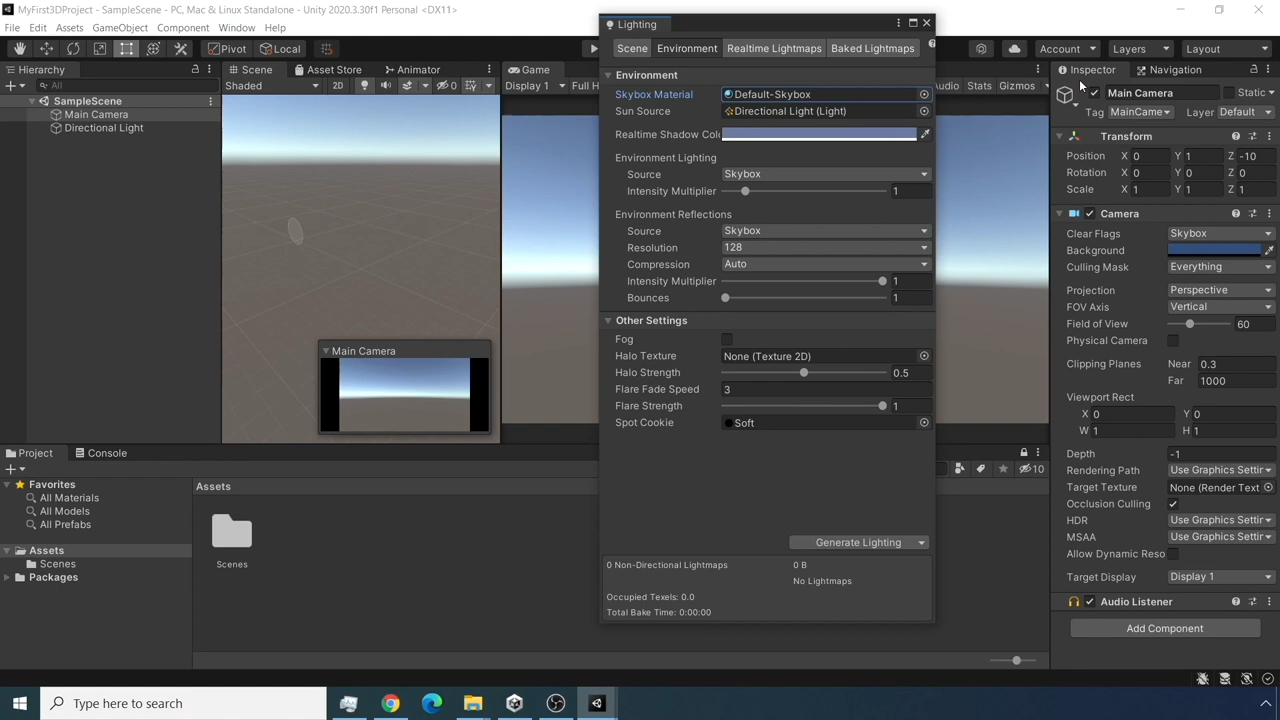 MyFirst3DProject - SampleScene - PC, Mac & Linux Standalone - Unity 2020.3.30f1 Personal <DX11>
File Edit Assets GameObject Component Window Help
Pivot Local Account Layers Layout
Lighting
Scene Environment Realtime Lightmaps Baked Lightmaps
Hierarchy
All
SampleScene
Main Camera
Directional Light
Scene Asset Store Animator
Shaded 2D 0
Main Camera
Game
Display 1 Full H
Audio Stats Gizmos
Environment
Skybox Material Default-Skybox
Sun Source Directional Light (Light)
Realtime Shadow Colo
Environment Lighting
Source Skybox
Intensity Multiplier 1
Environment Reflections
Source Skybox
Resolution 128
Compression Auto
Intensity Multiplier 1
Bounces 1
Other Settings
Fog
Halo Texture None (Texture 2D)
Halo Strength 0.5
Flare Fade Speed 3
Flare Strength 1
Spot Cookie Soft
Generate Lighting
0 Non-Directional Lightmaps 0 B
No Lightmaps
Occupied Texels: 0.0
Total Bake Time: 0:00:00
Inspector Navigation
Main Camera Static
Tag MainCame Layer Default
Transform
Position X 0 Y 1 Z -10
Rotation X 0 Y 0 Z 0
Scale X 1 Y 1 Z 1
Camera
Clear Flags Skybox
Background
Culling Mask Everything
Projection Perspective
FOV Axis Vertical
Field of View 60
Physical Camera
Clipping Planes Near 0.3
Far 1000
Viewport Rect
X 0 Y 0
W 1 H 1
Depth -1
Rendering Path Use Graphics Settin
Target Texture None (Render Text
Occlusion Culling
HDR Use Graphics Settin
MSAA Use Graphics Settin
Allow Dynamic Reso
Target Display Display 1
Audio Listener
Add Component
Project Console
10
Favorites
All Materials
All Models
All Prefabs
Assets
Scenes
Packages
Assets
Scenes
Type here to search